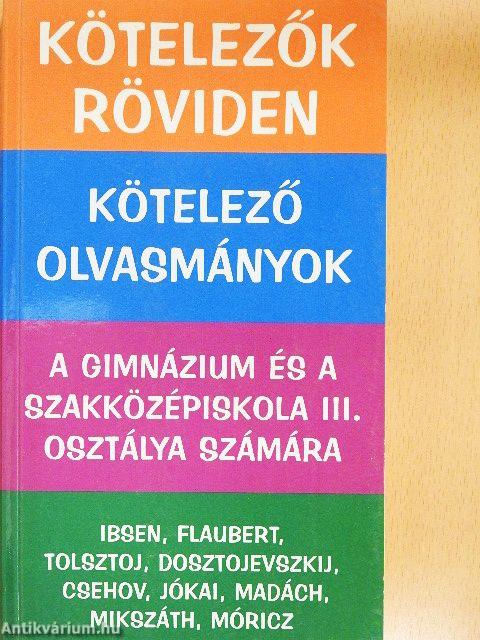 KÖTELEZŐK
RÖVIDEN
KÖTELEZŐ
OLVASMÁNYOK
A GIMNÁZIUM ÉS A
SZAKKÖZÉPISKOLA III.
OSZTÁLYA SZÁMÁRA
IBSEN, FLAUBERT,
TOLSZTOJ, DOSZTOJEVSZKIJ,
CSEHOV, JÓKAI, MADÁCH,
MIKSZÁTH, MÓRICZ
Antikvárium.hu